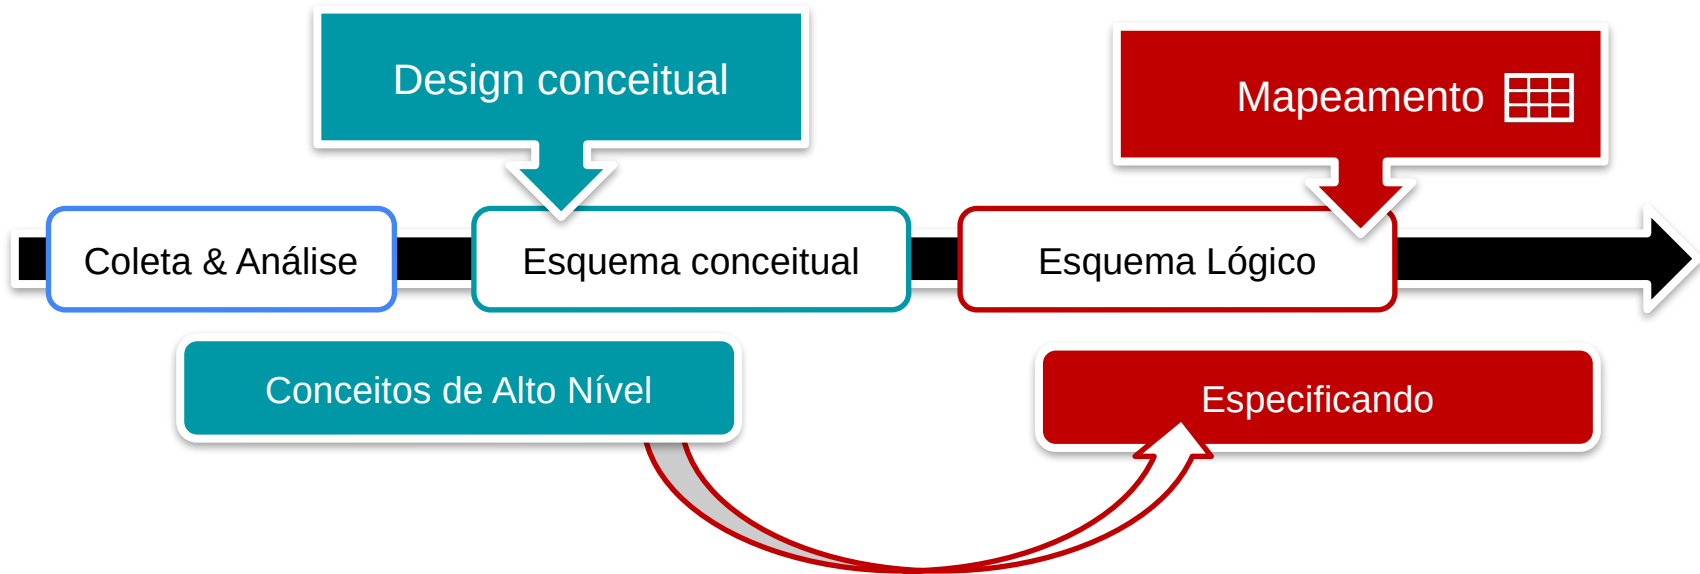 Design conceitual
Mapeamento
Coleta & Análise
Esquema conceitual
Esquema Lógico
Conceitos de Alto Nível
Especificando